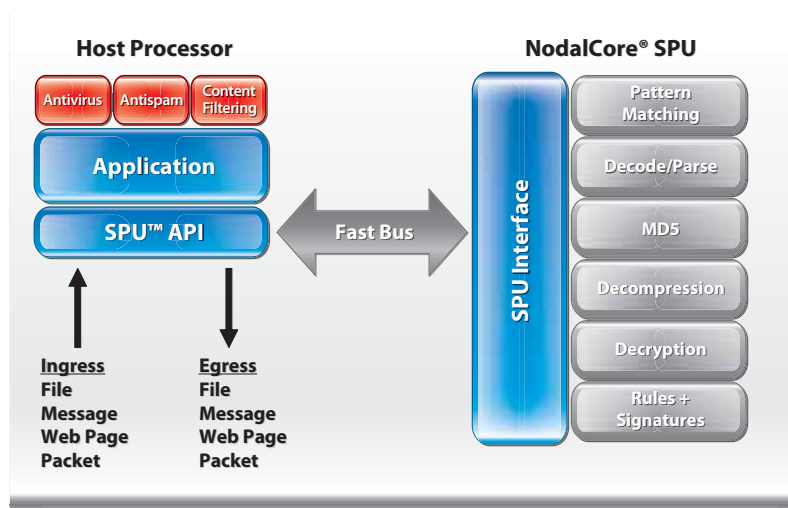 Host Processor
NodalCore® SPU
Antivirus
Antispam
Content
Filtering
Application
SPU™ API
Fast Bus
SPU Interface
Pattern
Matching
Decode/Parse
MD5
Decompression
Decryption
Rules +
Signatures
Ingress
File
Message
Web Page
Packet
Egress
File
Message
Web Page
Packet